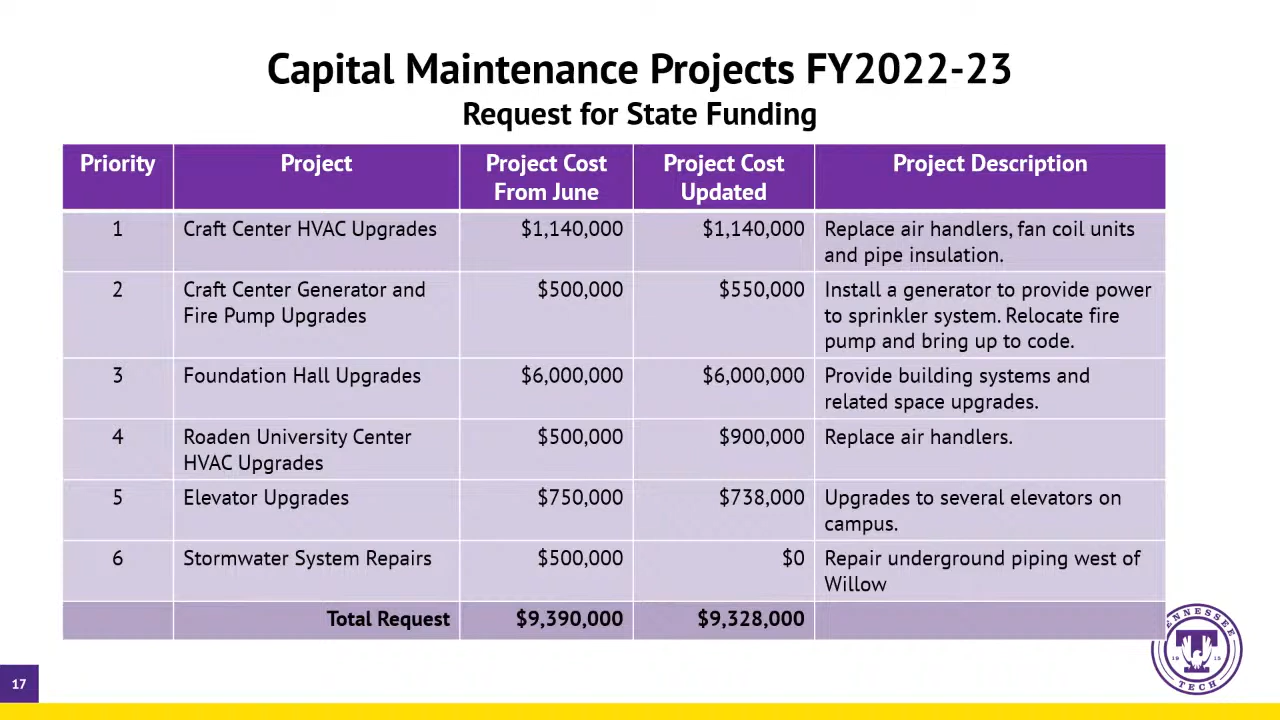 Capital Maintenance Projects FY2022-23
Request for State Funding
Priority Project Project Cost From June Project Cost Updated Project Description
1 Craft Center HVAC Upgrades $1,140,000 $1,140,000 Replace air handlers, fan coil units
and pipe insulation.
2 Craft Center Generator and $500,000 $550,000 Install a generator to provide power
Fire Pump Upgrades to sprinkler system. Relocate fire
pump and bring up to code.
3 Foundation Hall Upgrades $6,000,000 $6,000,000 Provide building systems and
related space upgrades.
4 Roaden University Center $500,000 $900,000 Replace air handlers.
HVAC Upgrades
5 Elevator Upgrades $750,000 $738,000 Upgrades to several elevators on
campus.
6 Stormwater System Repairs $500,000 $0 Repair underground piping west of
Willow
Total Request $9,390,000 $9,328,000
ENNESSEE
T
19 15
TECH
17